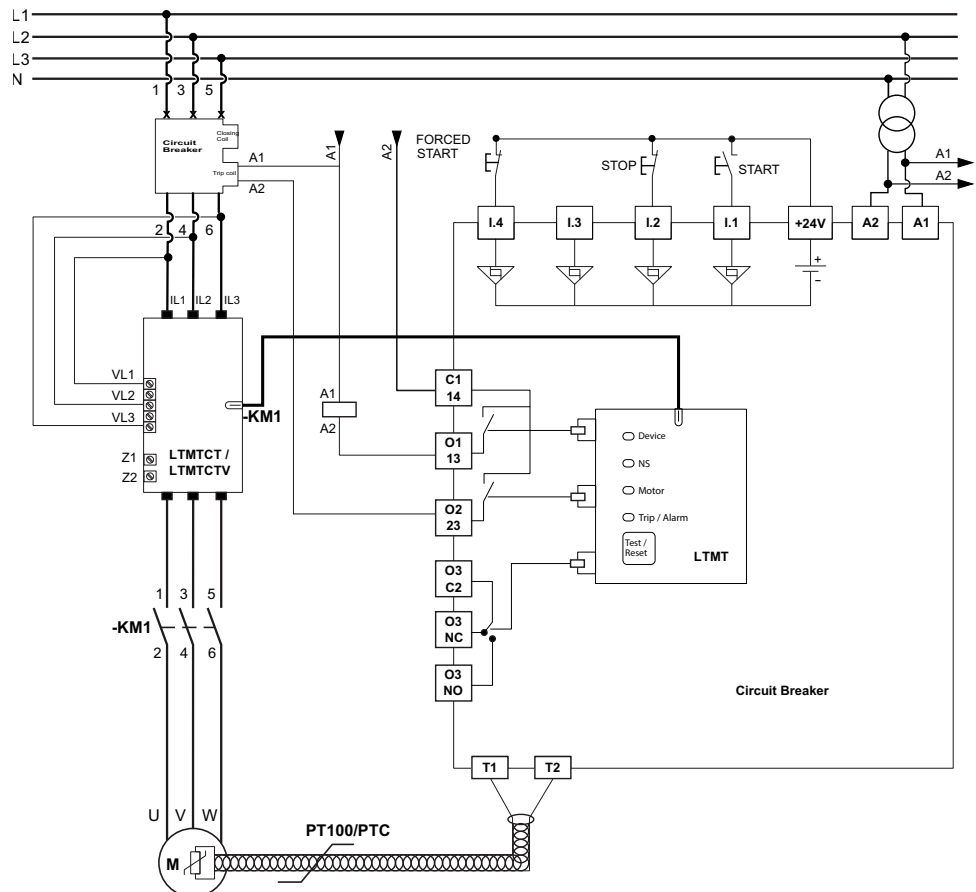 L1
L2
L3
N
1 3 5
Circuit
Breaker
Closing
Coil
Trip coil
A1
A2
A1
A2
FORCED
START
STOP
START
A1
A2
I.4
I.3
I.2
I.1
+24V
A2
A1
+
–
2 4 6
IL1 IL2 IL3
VL1
VL2
VL3
Z1
Z2
LTMTCT /
LTMTCTV
-KM1
A1
A2
C1
14
O1
13
O2
23
O3
C2
O3
NC
O3
NO
Device
NS
Motor
Trip / Alarm
Test /
Reset
LTMT
Circuit Breaker
1 3 5
-KM1
2 4 6
T1
T2
U V W
M
PT100/PTC